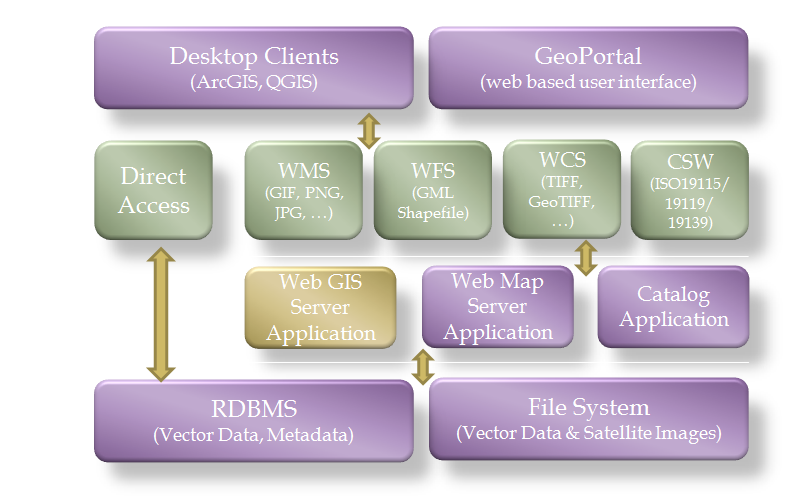 Desktop Clients
(ArcGIS, QGIS)
GeoPortal
(web based user interface)
Direct
Access
WMS
(GIF, PNG,
JPG, …)
WFS
(GML
Shapefile)
WCS
(TIFF,
GeoTIFF,
…)
CSW
(ISO19115/
19119/
19139)
Web GIS
Server
Application
Web Map
Server
Application
Catalog
Application
RDBMS
(Vector Data, Metadata)
File System
(Vector Data & Satellite Images)